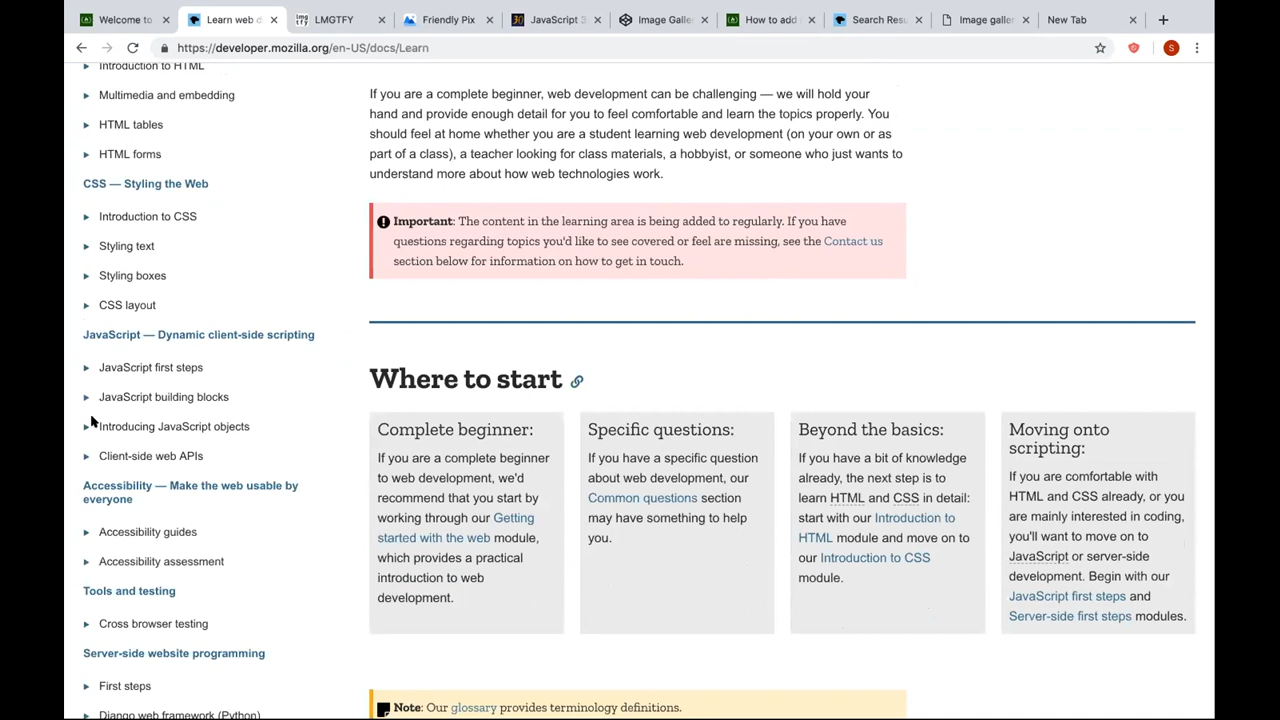 Welcome to
Learn web d
LMGTFY
Friendly Pix
JavaScript 3
Image Galle
How to add
Search Resu
Image galler
New Tab
https://developer.mozilla.org/en-US/docs/Learn
S
Introduction to HTML
Multimedia and embedding
HTML tables
HTML forms
CSS — Styling the Web
Introduction to CSS
Styling text
Styling boxes
CSS layout
JavaScript — Dynamic client-side scripting
JavaScript first steps
JavaScript building blocks
Introducing JavaScript objects
Client-side web APIs
Accessibility — Make the web usable by
everyone
Accessibility guides
Accessibility assessment
Tools and testing
Cross browser testing
Server-side website programming
First steps
Django web framework (Python)
If you are a complete beginner, web development can be challenging — we will hold your
hand and provide enough detail for you to feel comfortable and learn the topics properly. You
should feel at home whether you are a student learning web development (on your own or as
part of a class), a teacher looking for class materials, a hobbyist, or someone who just wants to
understand more about how web technologies work.
Important: The content in the learning area is being added to regularly. If you have
questions regarding topics you'd like to see covered or feel are missing, see the Contact us
section below for information on how to get in touch.
Where to start
Complete beginner:
If you are a complete beginner
to web development, we'd
recommend that you start by
working through our Getting
started with the web module,
which provides a practical
introduction to web
development.
Specific questions:
If you have a specific question
about web development, our
Common questions section
may have something to help
you.
Beyond the basics:
If you have a bit of knowledge
already, the next step is to
learn HTML and CSS in detail:
start with our Introduction to
HTML module and move on to
our Introduction to CSS
module.
Moving onto
scripting:
If you are comfortable with
HTML and CSS already, or you
are mainly interested in coding,
you'll want to move on to
JavaScript or server-side
development. Begin with our
JavaScript first steps and
Server-side first steps modules.
Note: Our glossary provides terminology definitions.